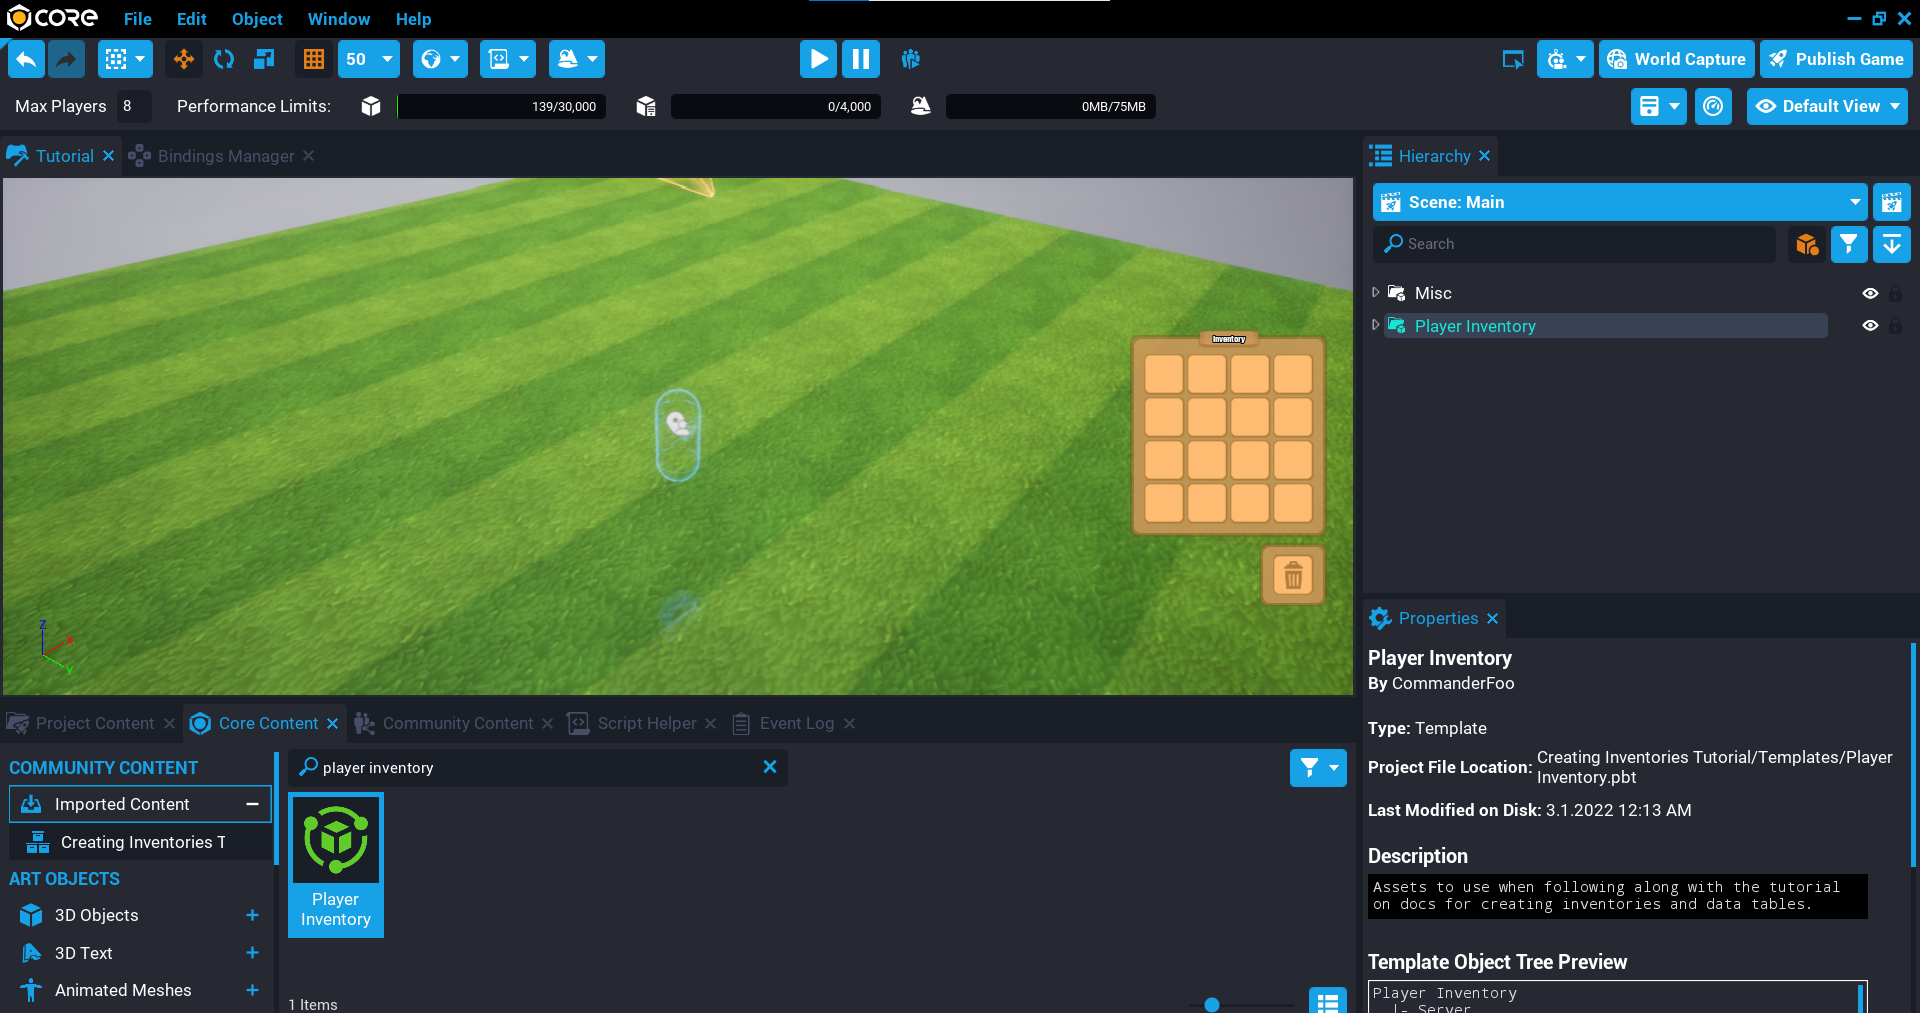 CORE File Edit Object Window Help
50 World Capture Publish Game
Max Players 8 Performance Limits: 139/30,000 0/4,000 0MB/75MB Default View
Tutorial Bindings Manager
Hierarchy
Scene: Main
Search
Misc
Player Inventory
Inventory
Z
X
Y
Properties
Player Inventory
By CommanderFoo
Type: Template
Project File Location: Creating Inventories Tutorial/Templates/Player
Inventory.pbt
Last Modified on Disk: 3.1.2022 12:13 AM
Description
Assets to use when following along with the tutorial
on docs for creating inventories and data tables.
Template Object Tree Preview
Player Inventory
|- Server
Project Content Core Content Community Content Script Helper Event Log
COMMUNITY CONTENT
Imported Content
Creating Inventories T
ART OBJECTS
3D Objects
3D Text
Animated Meshes
player inventory
Player
Inventory
1 Items